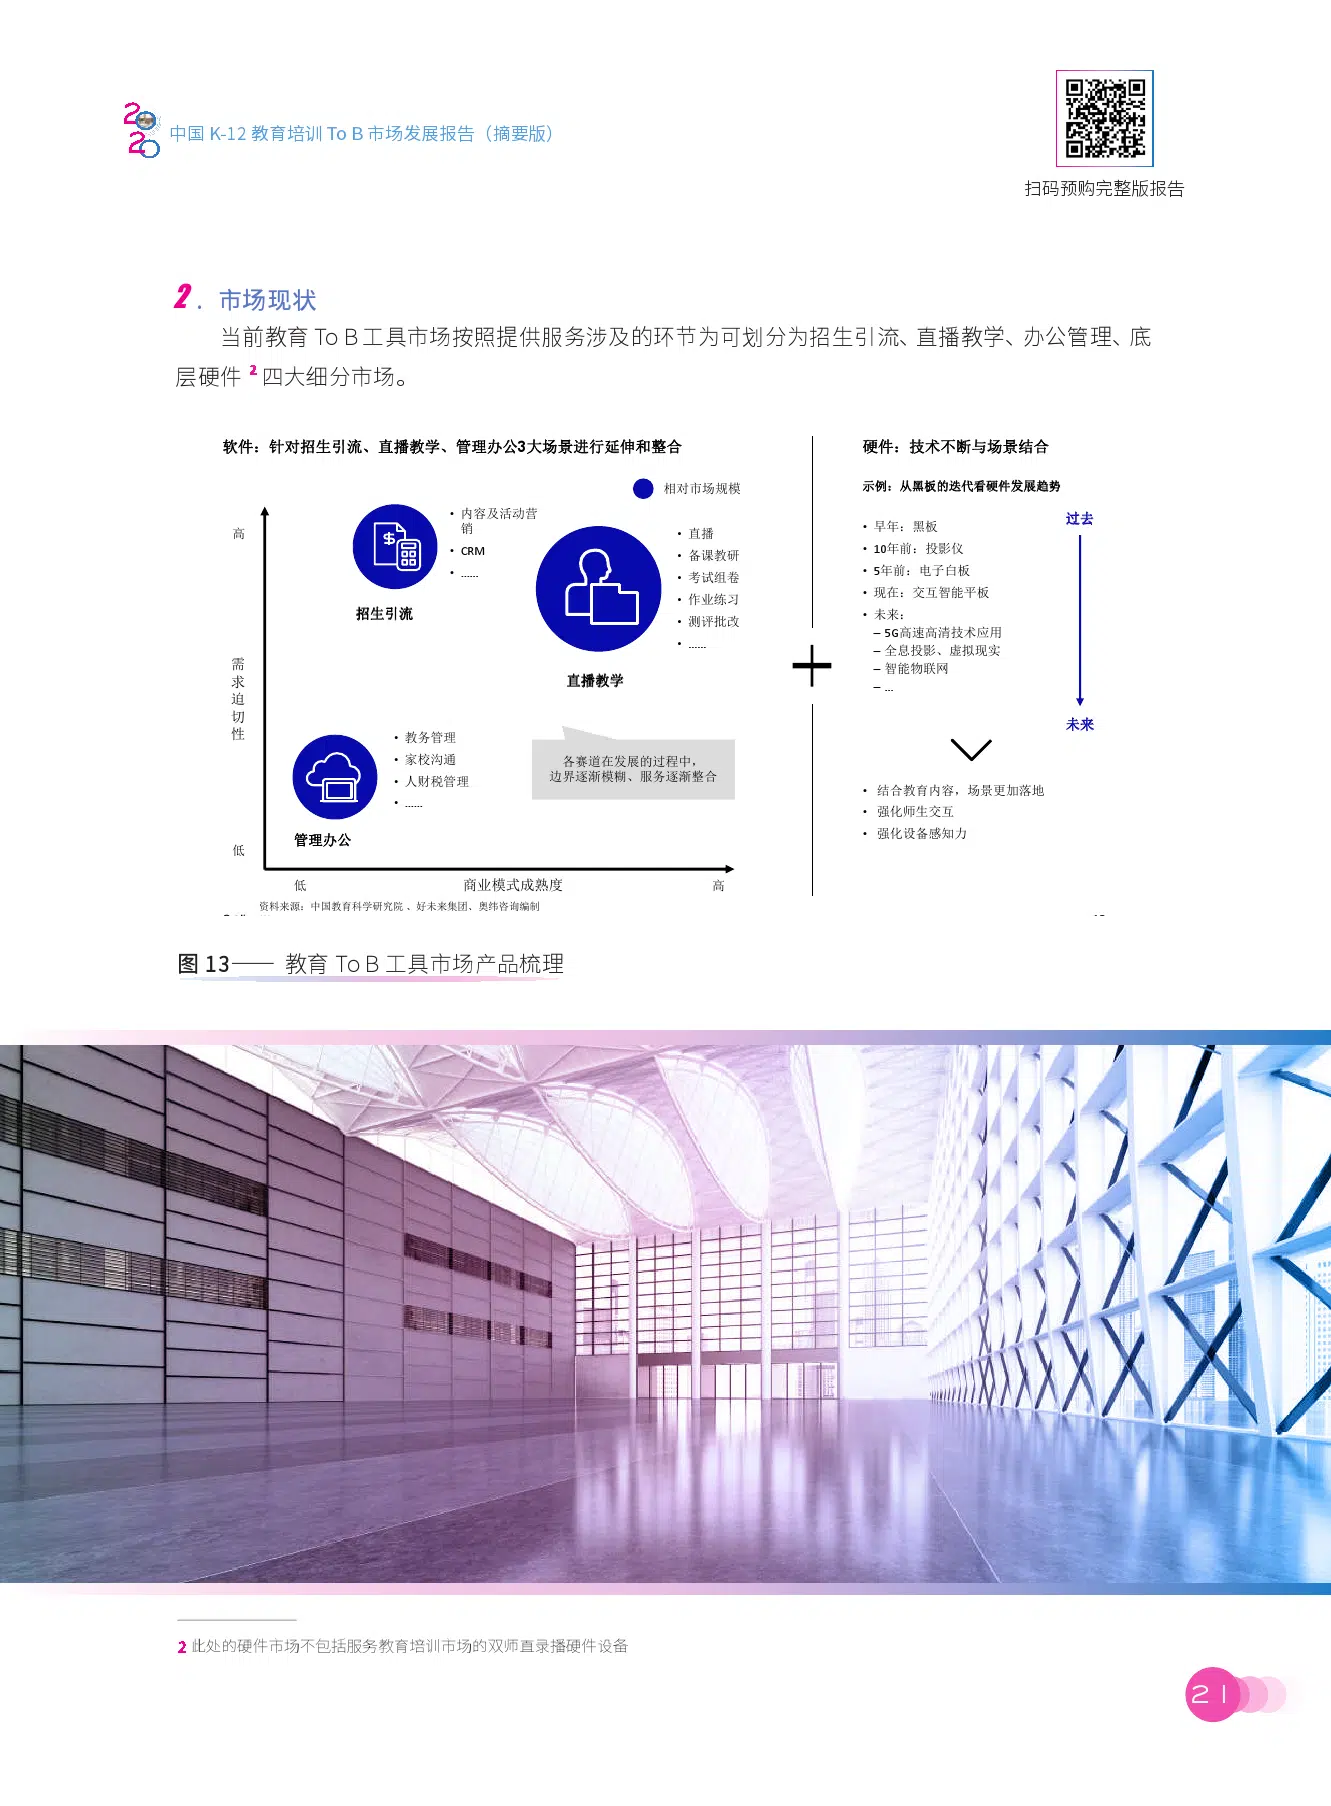 2020
中国 K-12 教育培训 To B 市场发展报告（摘要版）
扫码预购完整版报告
2. 市场现状
当前教育 To B 工具市场按照提供服务涉及的环节为可划分为招生引流、直播教学、办公管理、底
层硬件 2 四大细分市场。
软件：针对招生引流、直播教学、管理办公3大场景进行延伸和整合
相对市场规模
高
需求迫切性
低
• 内容及活动营
销
• CRM
• ......
招生引流
• 直播
• 备课教研
• 考试组卷
• 作业练习
• 测评批改
• ......
直播教学
• 教务管理
• 家校沟通
• 人财税管理
• ......
管理办公
各赛道在发展的过程中，
边界逐渐模糊、服务逐渐整合
低
商业模式成熟度
高
资料来源：中国教育科学研究院、好未来集团、奥纬咨询编制
硬件：技术不断与场景结合
示例：从黑板的迭代看硬件发展趋势
• 早年：黑板
• 10年前：投影仪
• 5年前：电子白板
• 现在：交互智能平板
• 未来：
– 5G高速高清技术应用
– 全息投影、虚拟现实
– 智能物联网
– ...
过去
未来
• 结合教育内容，场景更加落地
• 强化师生交互
• 强化设备感知力
图 13—— 教育 To B 工具市场产品梳理
2 此处的硬件市场不包括服务教育培训市场的双师直录播硬件设备
21